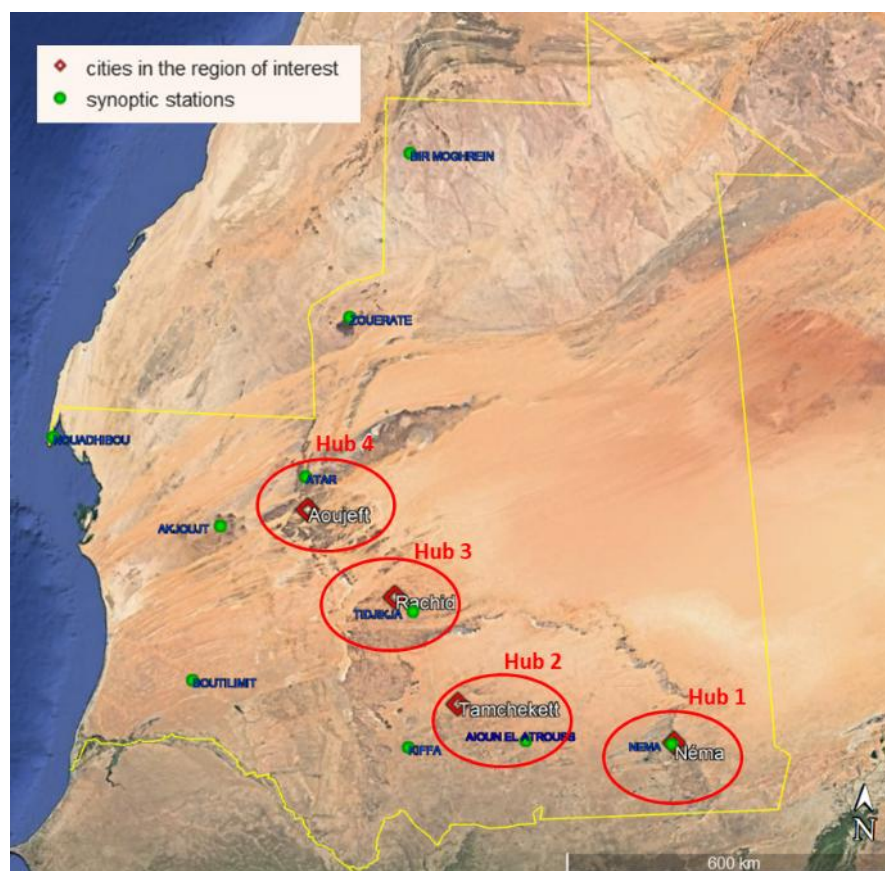 cities in the region of interest
synoptic stations
BIR MOGHREIN
ZOUERATE
NOUADHIBOU
Hub 4
ATAR
Aoujeft
AKJOUJT
Hub 3
Rachid
TIDJIKJA
Hub 2
BOUTILIMIT
Tamchekett
Hub 1
AIOUN EL ATROUSS
KIFFA
NEMA
Néma
N
600 km